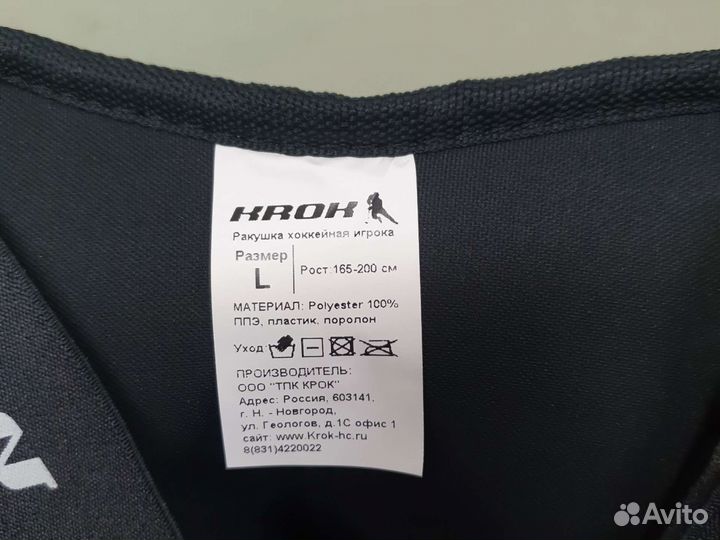 KROK
Ракушка хоккейная игрока
Размер
L
Рост:165-200 см
МАТЕРИАЛ: Polyester 100%
ППЭ, пластик, поролон
Уход:
ПРОИЗВОДИТЕЛЬ:
ООО "ТПК КРОК"
Адрес: Россия, 603141,
г. Н. - Новгород,
ул. Геологов, д.1С офис 1
сайт: www.Krok-hc.ru
8(831)4220022
Avito